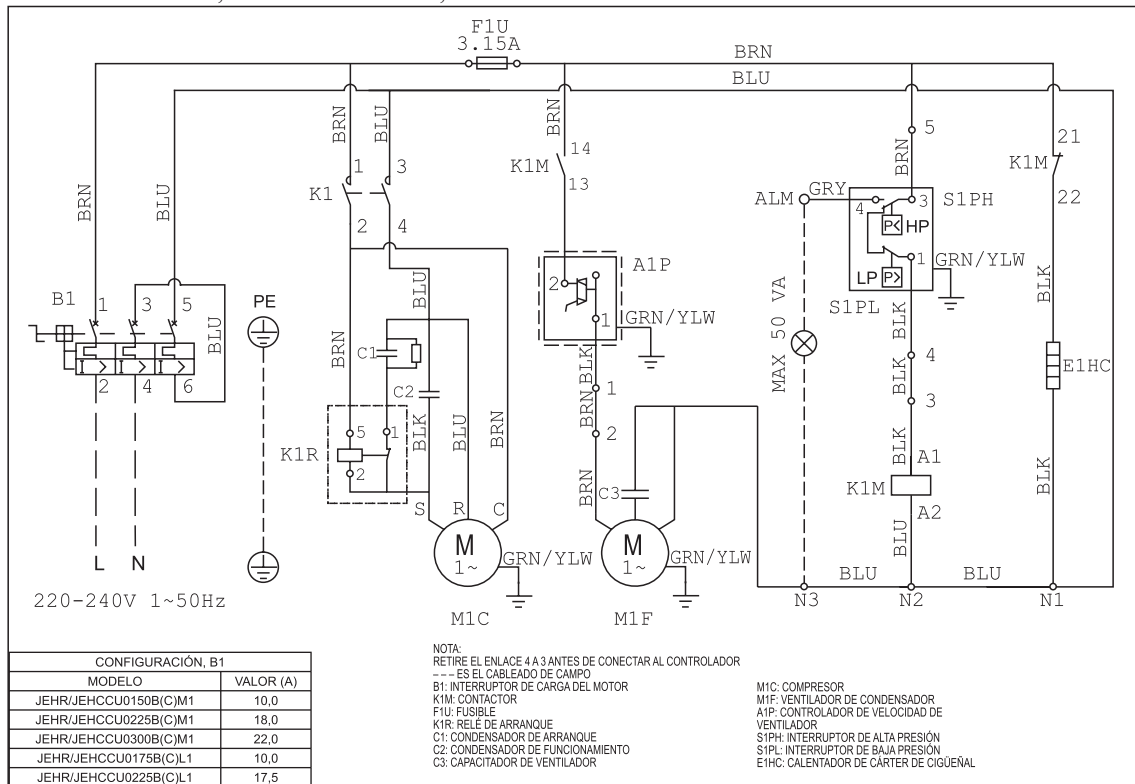 F1U
3.15A
BRN
BLU
BRN
BLU
BRN
BLU
BRN
K1
1
3
2
4
K1M
14
13
5
BRN
21
K1M
22
ALM
GRY
4
3
S1PH
P<
HP
LP
P>
1
GRN/YLW
S1PL
B1
1
3
5
BLU
2
4
6
PE
A1P
2
1
GRN/YLW
MAX 50 VA
BLK
4
BLK
3
BLK
BLK
E1HC
BLK
BLU
BRN
C1
C2
BLK
BLU
BRN
BLK
1
BRN
2
BRN
K1R
5
1
2
C3
K1M
A1
A2
BLU
S
R
C
M
1~
GRN/YLW
M1C
M
1~
GRN/YLW
M1F
BLU
BLU
N3
N2
N1
L
N
220-240V 1~50Hz
CONFIGURACIÓN, B1
MODELO VALOR (A)
JEHR/JEHCCU0150B(C)M1 10,0
JEHR/JEHCCU0225B(C)M1 18,0
JEHR/JEHCCU0300B(C)M1 22,0
JEHR/JEHCCU0175B(C)L1 10,0
JEHR/JEHCCU0225B(C)L1 17,5
NOTA:
RETIRE EL ENLACE 4 A 3 ANTES DE CONECTAR AL CONTROLADOR
--- ES EL CABLEADO DE CAMPO
B1: INTERRUPTOR DE CARGA DEL MOTOR
K1M: CONTACTOR
F1U: FUSIBLE
K1R: RELÉ DE ARRANQUE
C1: CONDENSADOR DE ARRANQUE
C2: CONDENSADOR DE FUNCIONAMIENTO
C3: CAPACITADOR DE VENTILADOR
M1C: COMPRESOR
M1F: VENTILADOR DE CONDENSADOR
A1P: CONTROLADOR DE VELOCIDAD DE
VENTILADOR
S1PH: INTERRUPTOR DE ALTA PRESIÓN
S1PL: INTERRUPTOR DE BAJA PRESIÓN
E1HC: CALENTADOR DE CÁRTER DE CIGÜEÑAL